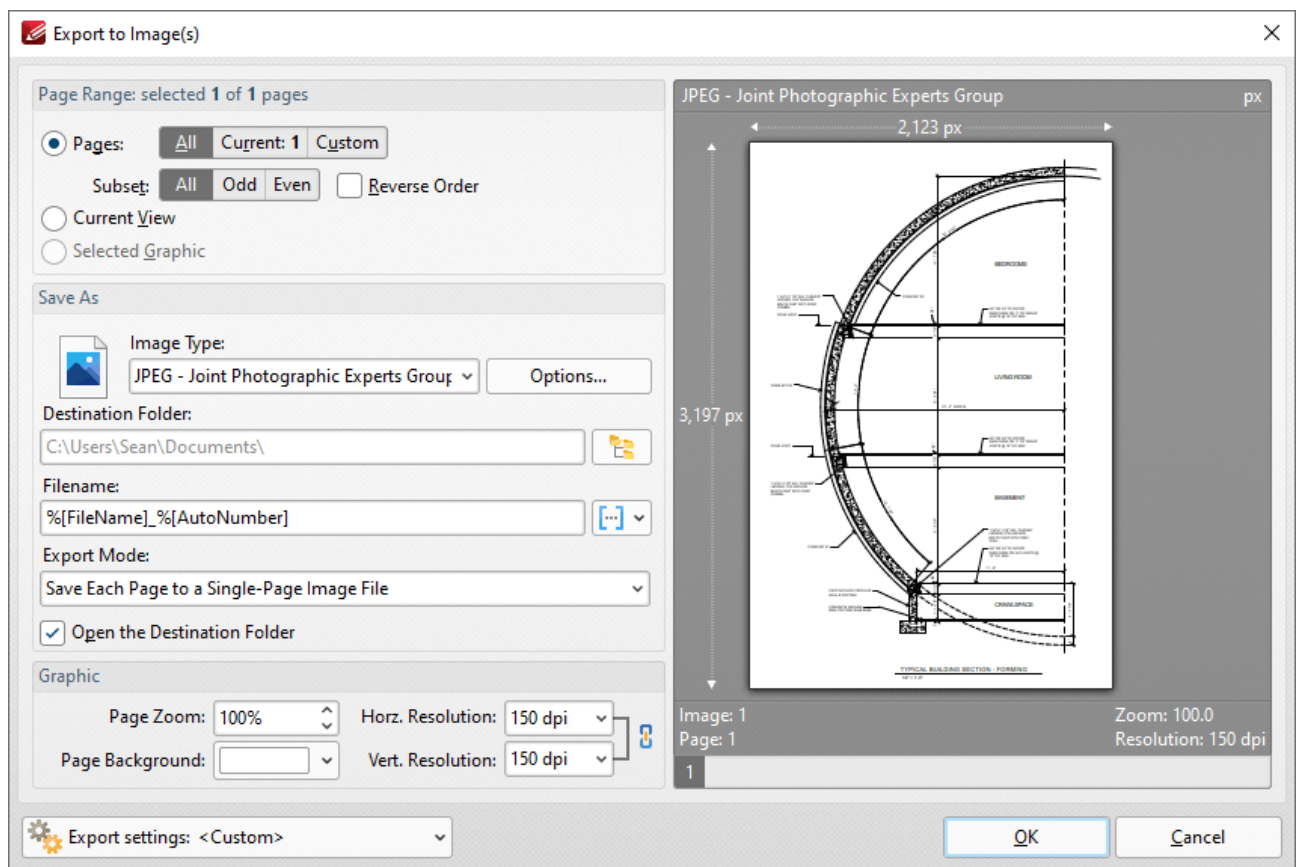 Export to Image(s)
Page Range: selected 1 of 1 pages
Pages: All Current: 1 Custom
Subset: All Odd Even Reverse Order
Current View
Selected Graphic
Save As
Image Type:
JPEG - Joint Photographic Experts Group Options...
Destination Folder:
C:\Users\Sean\Documents\
Filename:
%[FileName]_%[AutoNumber]
Export Mode:
Save Each Page to a Single-Page Image File
Open the Destination Folder
Graphic
Page Zoom: 100% Horz. Resolution: 150 dpi
Page Background: Vert. Resolution: 150 dpi
JPEG - Joint Photographic Experts Group px
2,123 px
3,197 px
BEDROOMS
LIVING ROOM
BASEMENT
CRAWLSPACE
TYPICAL BUILDING SECTION - FORMING
Image: 1 Zoom: 100.0
Page: 1 Resolution: 150 dpi
1
Export settings: <Custom> OK Cancel